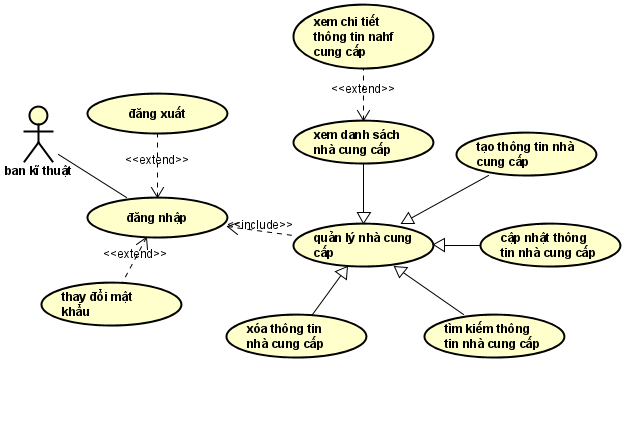 xem chi tiết
thông tin nahf
cung cấp
<<extend>>
đăng xuất
xem danh sách
nhà cung cấp
tạo thông tin nhà
cung cấp
<<extend>>
ban kĩ thuật
đăng nhập
<<include>>
quản lý nhà cung
cấp
cập nhật thông
tin nhà cung cấp
<<extend>>
thay đổi mật
khẩu
xóa thông tin
nhà cung cấp
tìm kiếm thông
tin nhà cung cấp